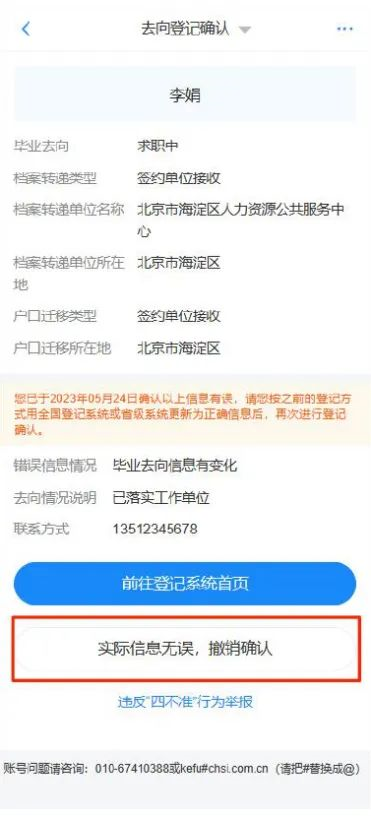 去向登记确认
李娟
毕业去向 求职中
档案转递类型 签约单位接收
档案转递单位名称 北京市海淀区人力资源公共服务中
心
档案转递单位所在 北京市海淀区
地
户口迁移类型 签约单位接收
户口迁移所在地 北京市海淀区
您已于2023年05月24日确认以上信息有误，请您按之前的登记方
式用全国登记系统或省级系统更新为正确信息后，再次进行登记
确认。
错误信息情况 毕业去向信息有变化
去向情况说明 已落实工作单位
联系方式 13512345678
前往登记系统首页
实际信息无误，撤销确认
违反“四不准”行为举报
账号问题请咨询：010-67410388或kefu#chsi.com.cn（请把#替换成@）